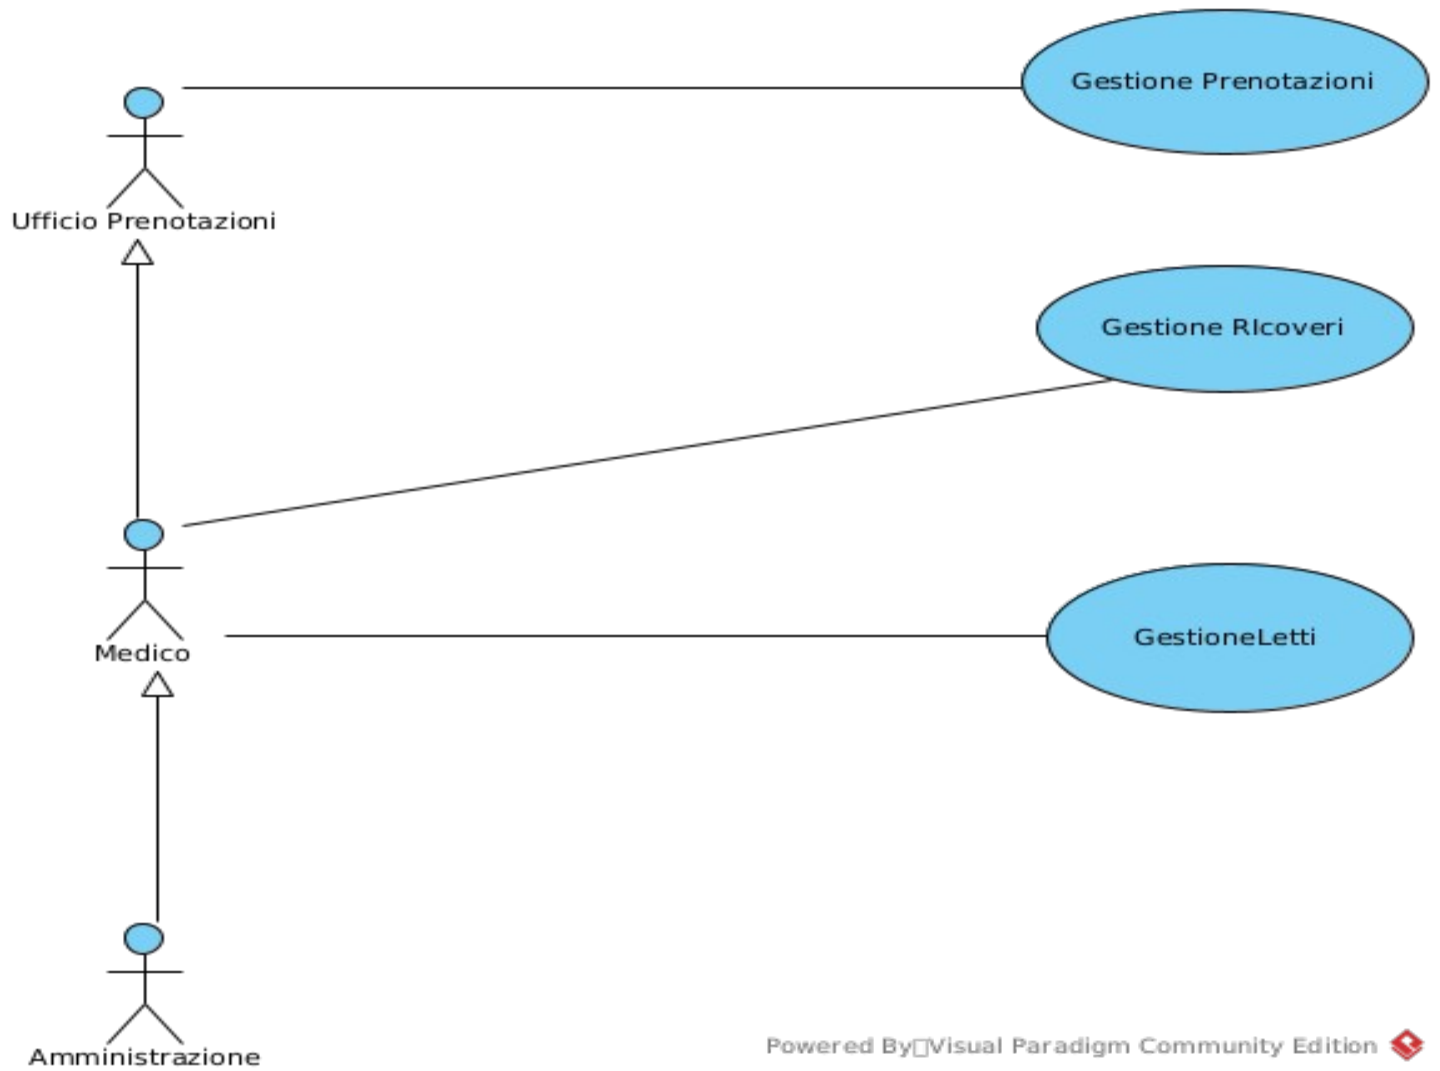 Gestione Prenotazioni
Ufficio Prenotazioni
Gestione RIcoveri
Medico
GestioneLetti
Amministrazione
Powered By□Visual Paradigm Community Edition